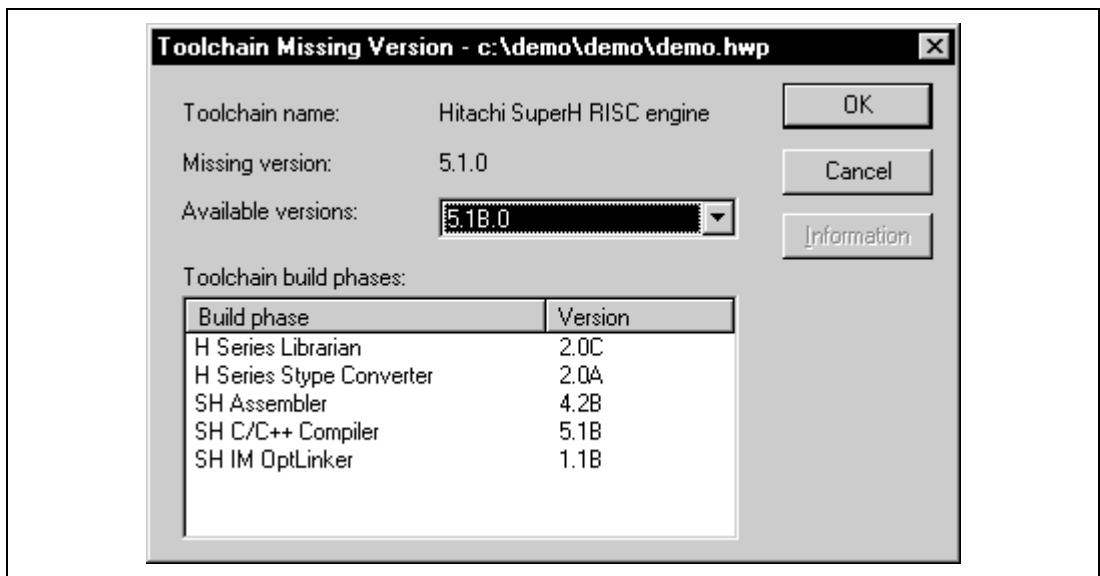 Toolchain Missing Version - c:\demo\demo\demo.hwp
Toolchain name: Hitachi SuperH RISC engine
OK
Missing version: 5.1.0
Cancel
Available versions: 5.1B.0
Information
Toolchain build phases:
Build phase Version
H Series Librarian 2.0C
H Series Stype Converter 2.0A
SH Assembler 4.2B
SH C/C++ Compiler 5.1B
SH IM OptLinker 1.1B